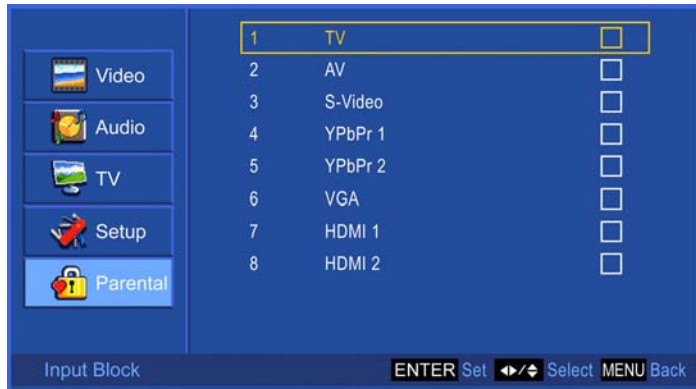 Video
Audio
TV
Setup
Parental
1 TV
2 AV
3 S-Video
4 YPbPr 1
5 YPbPr 2
6 VGA
7 HDMI 1
8 HDMI 2
Input Block
ENTER Set Select MENU Back